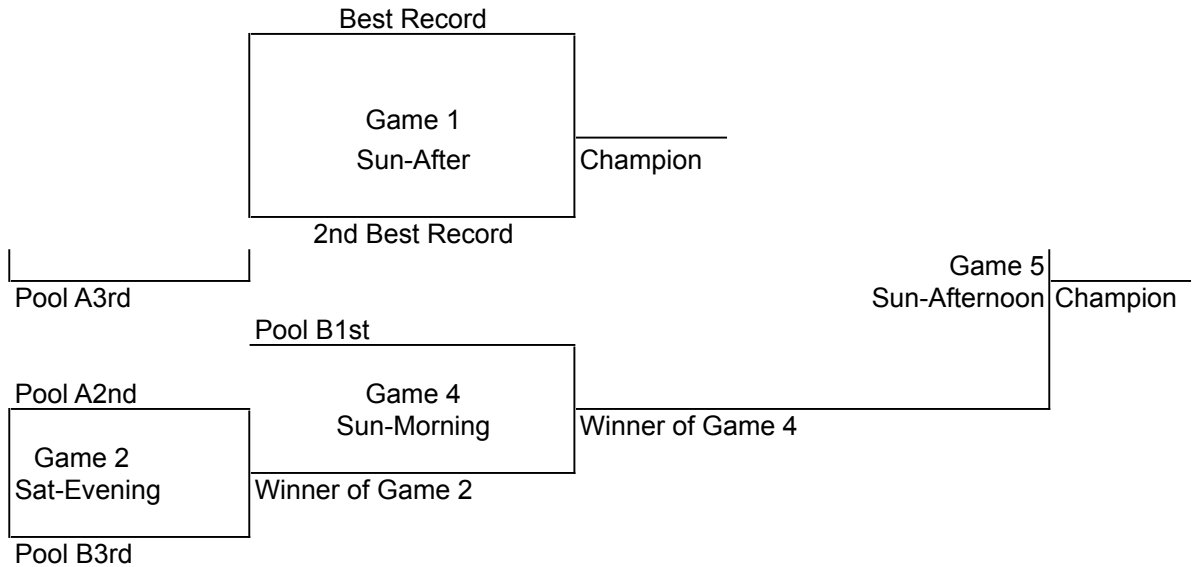 Best Record
Game 1
Sun-After
Champion
2nd Best Record
Game 5
Pool A3rd
Sun-Afternoon
Champion
Pool B1st
Pool A2nd
Game 4
Sun-Morning
Winner of Game 4
Game 2
Sat-Evening
Winner of Game 2
Pool B3rd